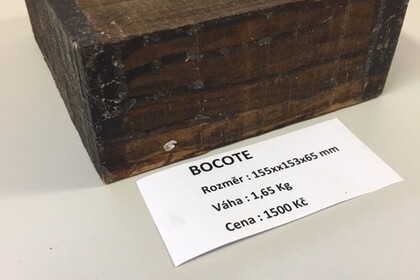 BOCOTE
Rozměr : 155xx153x65 mm
Váha : 1,65 Kg
Cena : 1500 Kč